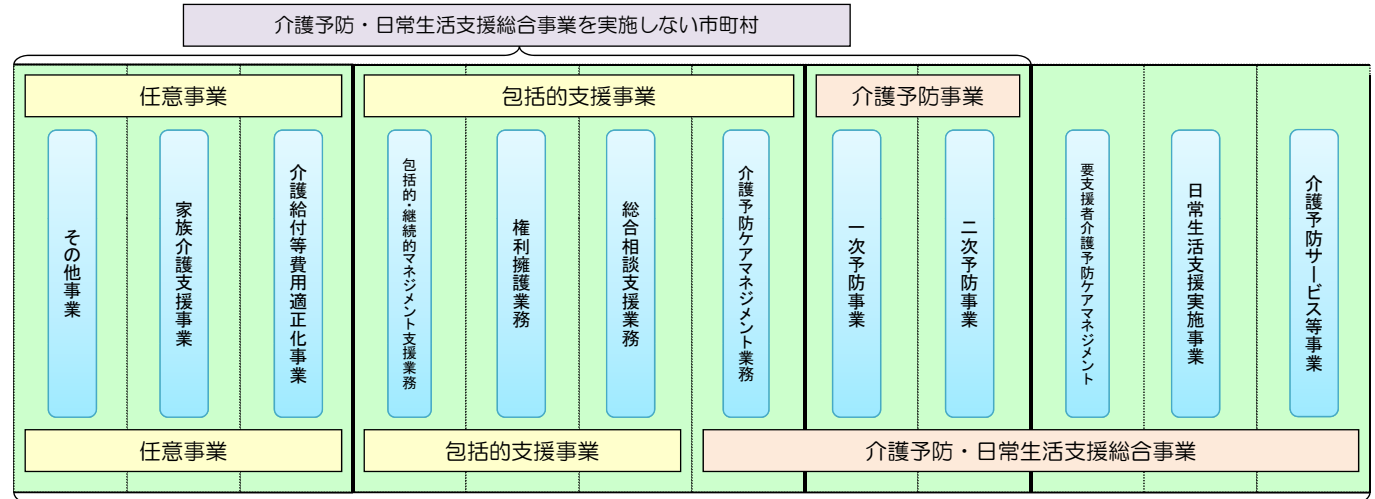 介護予防・日常生活支援総合事業を実施しない市町村
任意事業
包括的支援事業
介護予防事業
その他事業
家族介護支援事業
介護給付等費用適正化事業
包括的・継続的マネジメント支援業務
権利擁護業務
総合相談支援業務
介護予防ケアマネジメント業務
一次予防事業
二次予防事業
要支援者介護予防ケアマネジメント
日常生活支援実施事業
介護予防サービス等事業
任意事業
包括的支援事業
介護予防・日常生活支援総合事業